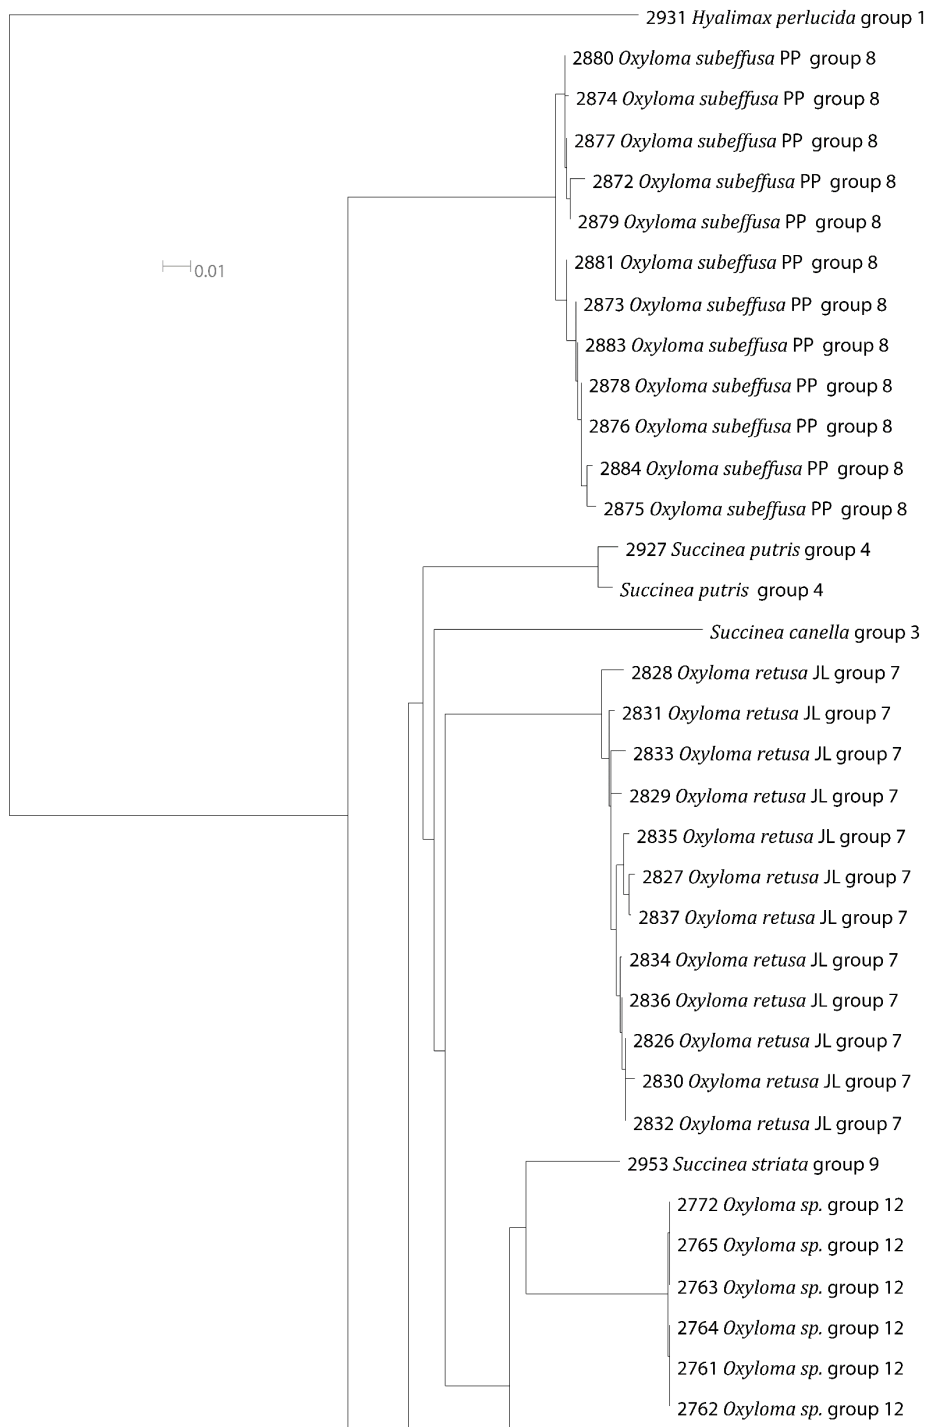 2931 Hyalimax perlucida group 1
2880 Oxyloma subeffusa PP group 8
2874 Oxyloma subeffusa PP group 8
2877 Oxyloma subeffusa PP group 8
2872 Oxyloma subeffusa PP group 8
2879 Oxyloma subeffusa PP group 8
2881 Oxyloma subeffusa PP group 8
0.01
2873 Oxyloma subeffusa PP group 8
2883 Oxyloma subeffusa PP group 8
2878 Oxyloma subeffusa PP group 8
2876 Oxyloma subeffusa PP group 8
2884 Oxyloma subeffusa PP group 8
2875 Oxyloma subeffusa PP group 8
2927 Succinea putris group 4
Succinea putris group 4
Succinea canella group 3
2828 Oxyloma retusa JL group 7
2831 Oxyloma retusa JL group 7
2833 Oxyloma retusa JL group 7
2829 Oxyloma retusa JL group 7
2835 Oxyloma retusa JL group 7
2827 Oxyloma retusa JL group 7
2837 Oxyloma retusa JL group 7
2834 Oxyloma retusa JL group 7
2836 Oxyloma retusa JL group 7
2826 Oxyloma retusa JL group 7
2830 Oxyloma retusa JL group 7
2832 Oxyloma retusa JL group 7
2953 Succinea striata group 9
2772 Oxyloma sp. group 12
2765 Oxyloma sp. group 12
2763 Oxyloma sp. group 12
2764 Oxyloma sp. group 12
2761 Oxyloma sp. group 12
2762 Oxyloma sp. group 12